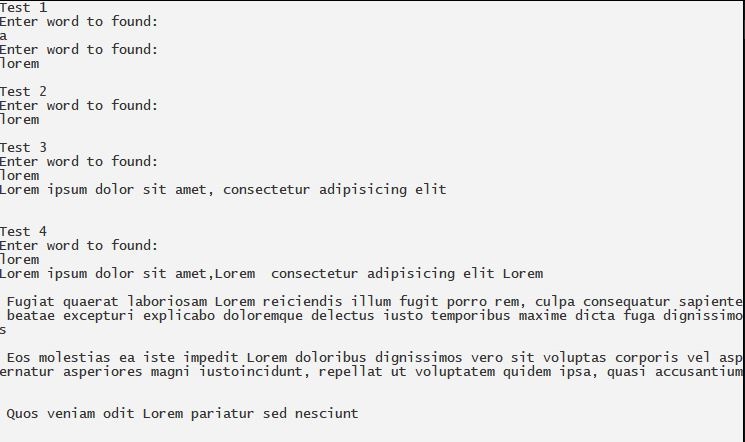 Test 1
Enter word to found:
a
Enter word to found:
lorem
Test 2
Enter word to found:
lorem
Test 3
Enter word to found:
lorem
Lorem ipsum dolor sit amet, consectetur adipisicing elit
Test 4
Enter word to found:
lorem
Lorem ipsum dolor sit amet,Lorem  consectetur adipisicing elit Lorem
Fugiat quaerat laboriosam Lorem reiciendis illum fugit porro rem, culpa consequatur sapiente
beatae excepturi explicabo doloremque delectus iusto temporibus maxime dicta fuga dignissimo
s
Eos molestias ea iste impedit Lorem doloribus dignissimos vero sit voluptas corporis vel asp
ernatur asperiores magni iustoincidunt, repellat ut voluptatem quidem ipsa, quasi accusantium
Quos veniam odit Lorem pariatur sed nesciunt